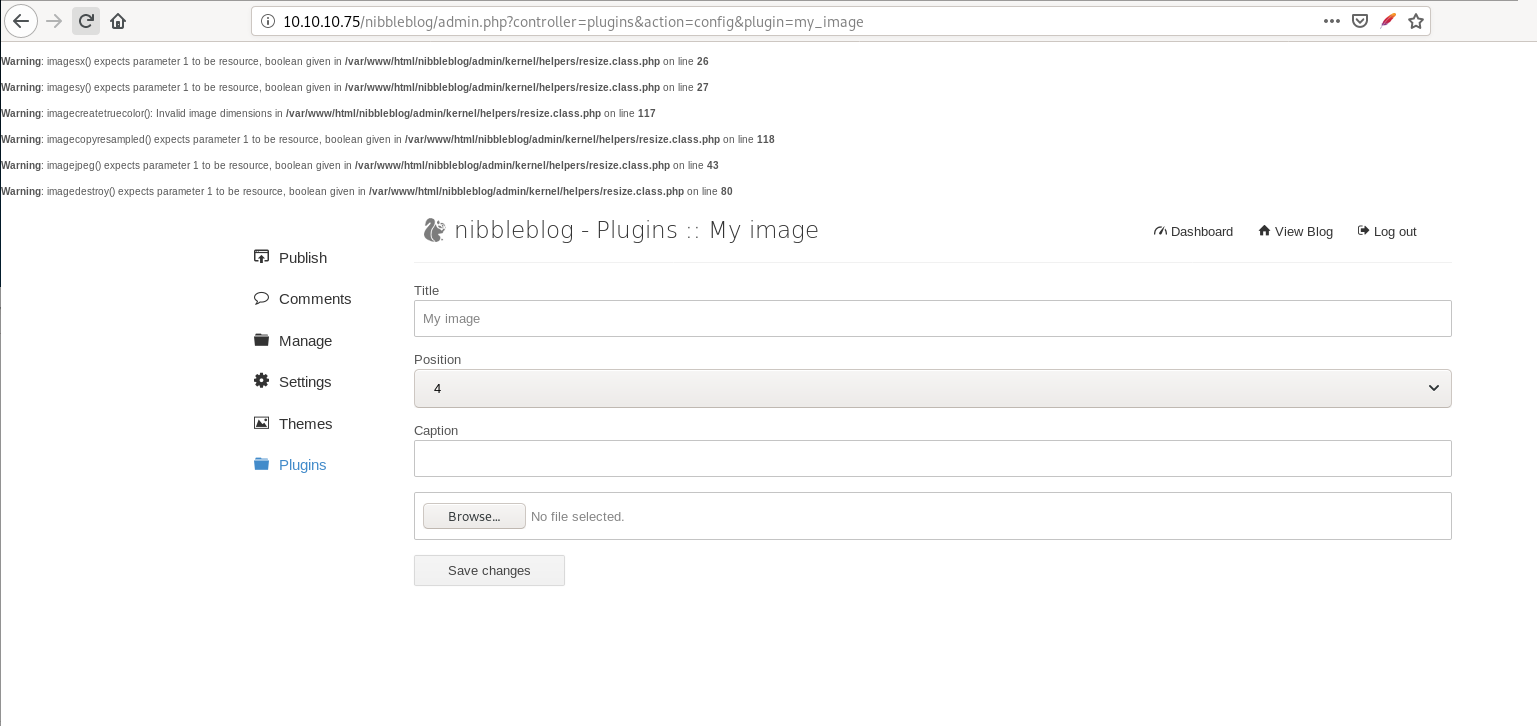 10.10.10.75/nibbleblog/admin.php?controller=plugins&action=config&plugin=my_image
Warning: imagesx() expects parameter 1 to be resource, boolean given in /var/www/html/nibbleblog/admin/kernel/helpers/resize.class.php on line 26
Warning: imagesy() expects parameter 1 to be resource, boolean given in /var/www/html/nibbleblog/admin/kernel/helpers/resize.class.php on line 27
Warning: imagecreatetruecolor(): Invalid image dimensions in /var/www/html/nibbleblog/admin/kernel/helpers/resize.class.php on line 117
Warning: imagecopyresampled() expects parameter 1 to be resource, boolean given in /var/www/html/nibbleblog/admin/kernel/helpers/resize.class.php on line 118
Warning: imagejpeg() expects parameter 1 to be resource, boolean given in /var/www/html/nibbleblog/admin/kernel/helpers/resize.class.php on line 43
Warning: imagedestroy() expects parameter 1 to be resource, boolean given in /var/www/html/nibbleblog/admin/kernel/helpers/resize.class.php on line 80
nibbleblog - Plugins :: My image
Dashboard View Blog Log out
Publish
Comments
Manage
Settings
Themes
Plugins
Title
My image
Position
4
Caption
Browse... No file selected.
Save changes